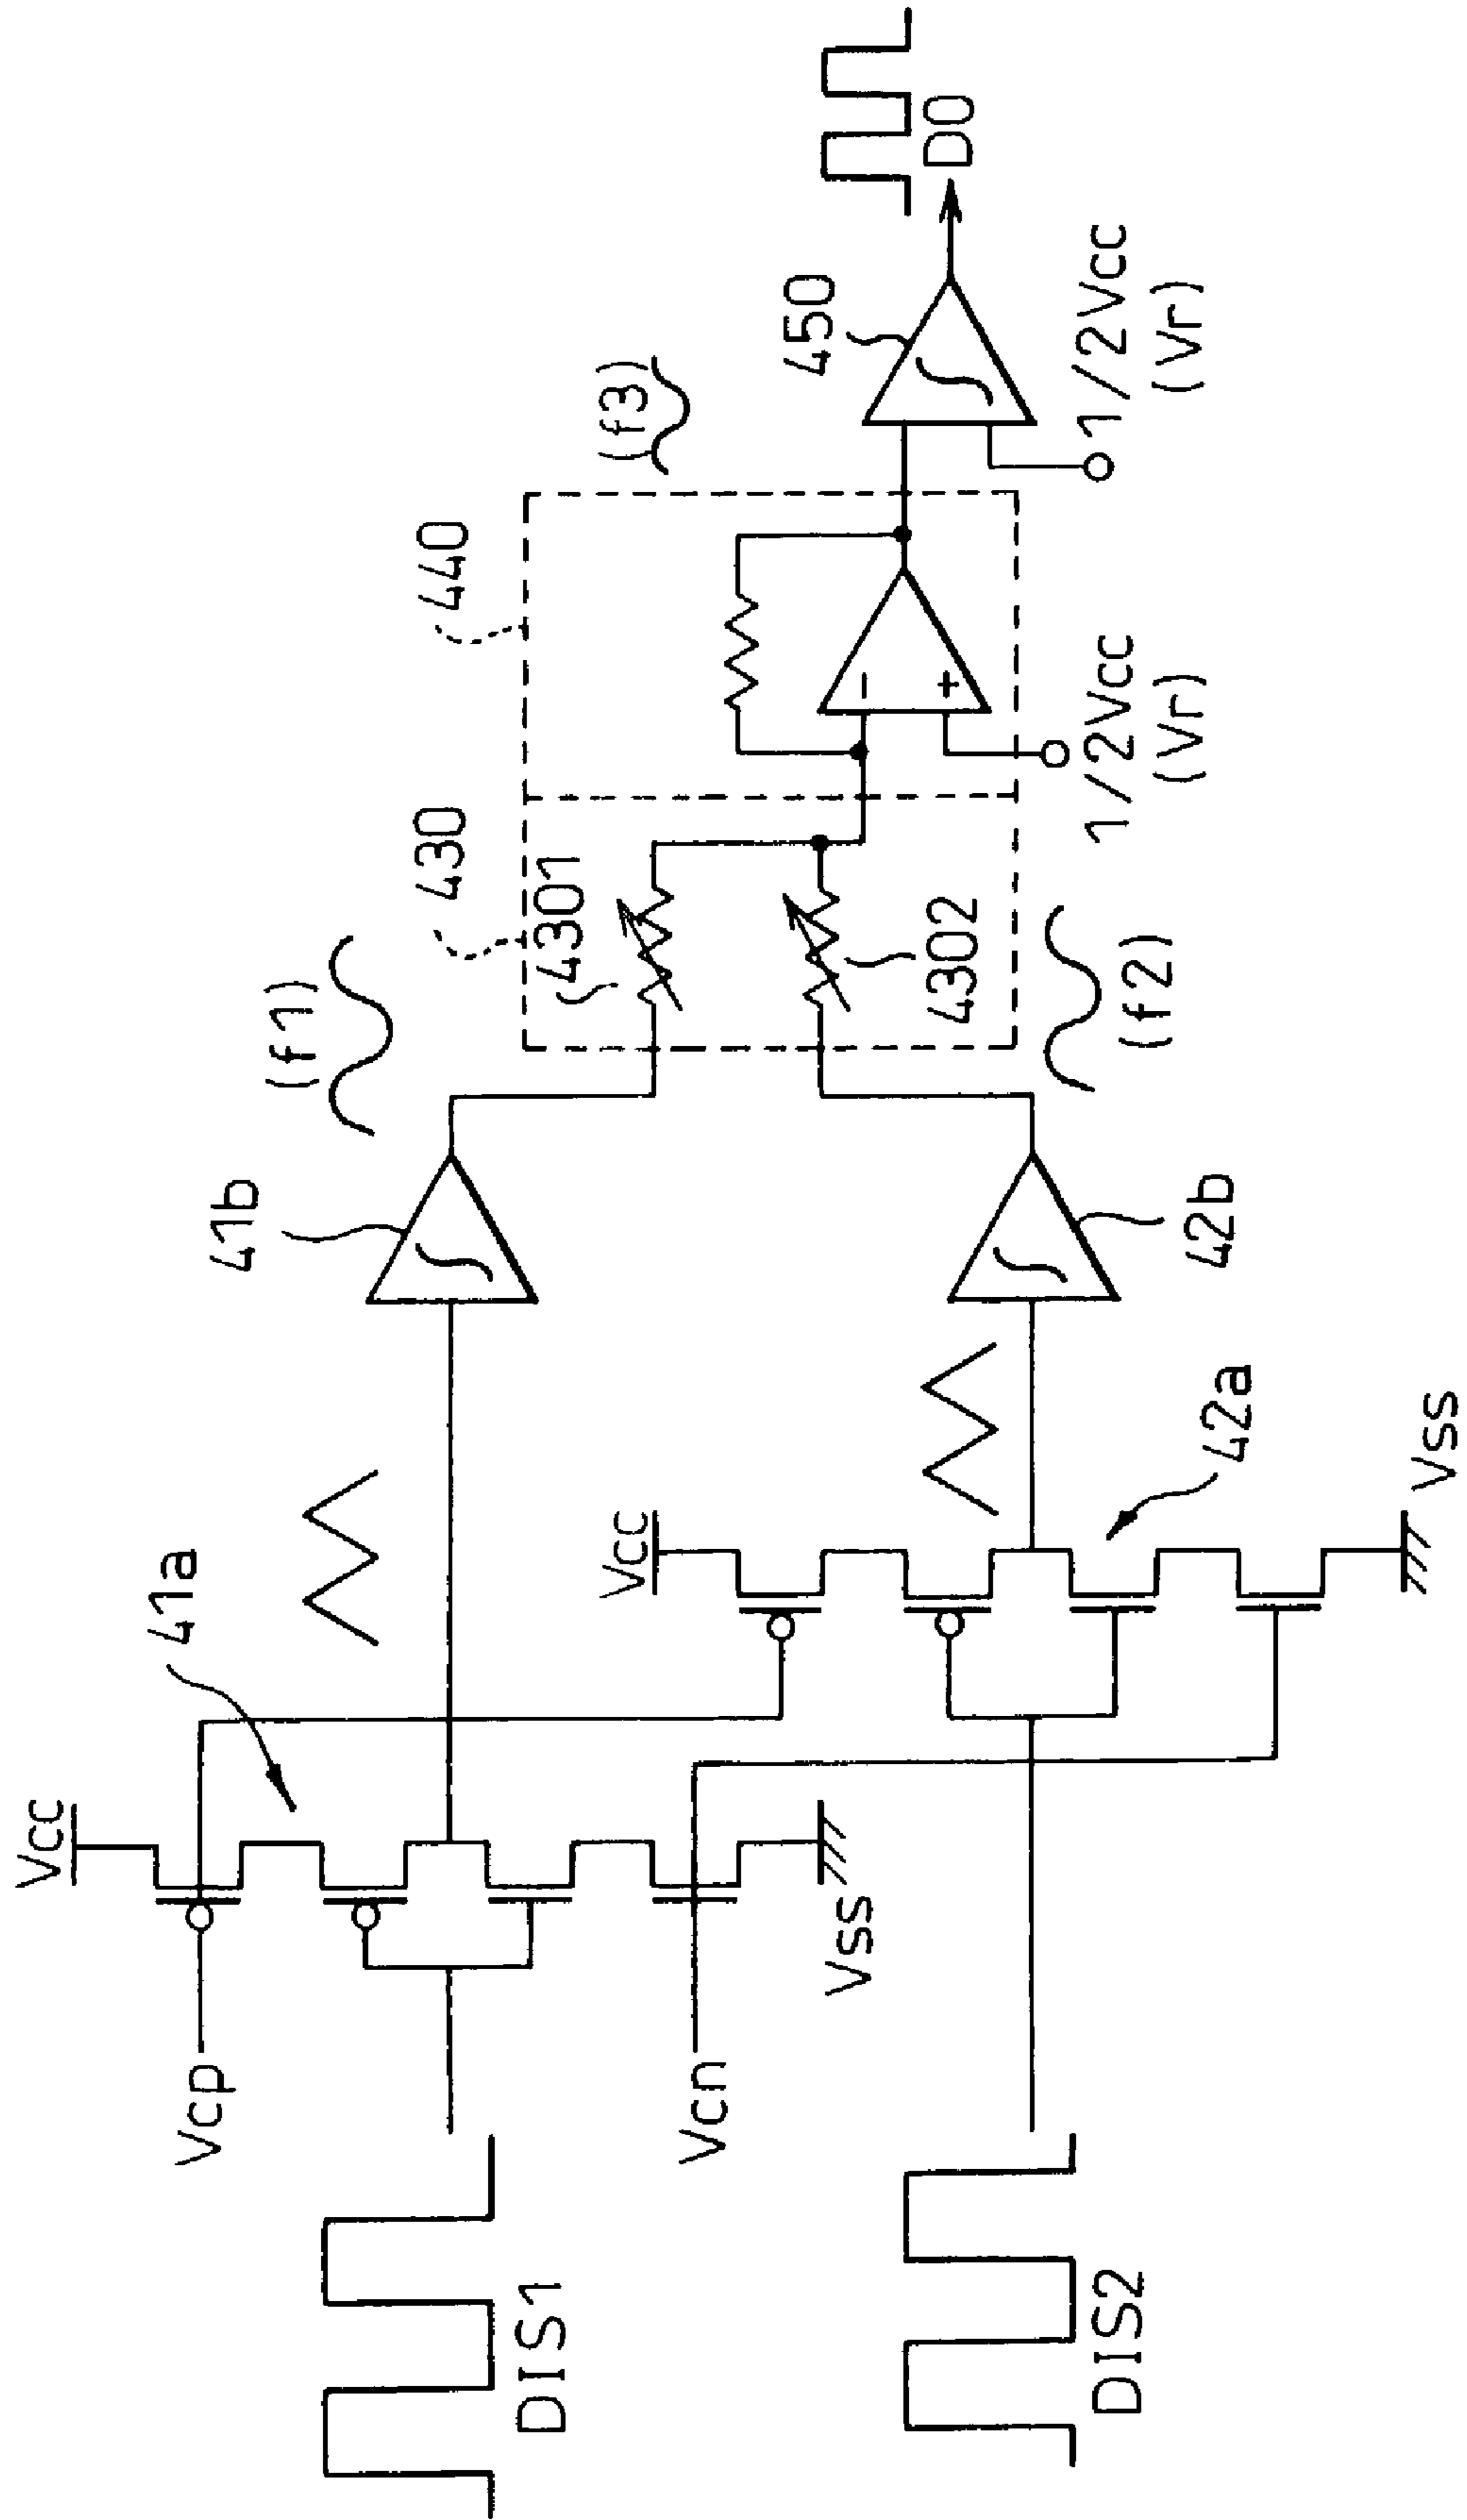 Vcc
Vcp
41a
41b
(f1)
430
440
(f3)
450
D0
4301
4302
DIS1
Vcn
Vss
Vcc
1/2Vcc
(Vr)
1/2Vcc
(Vr)
(f2)
42b
42a
Vss
DIS2
−
+